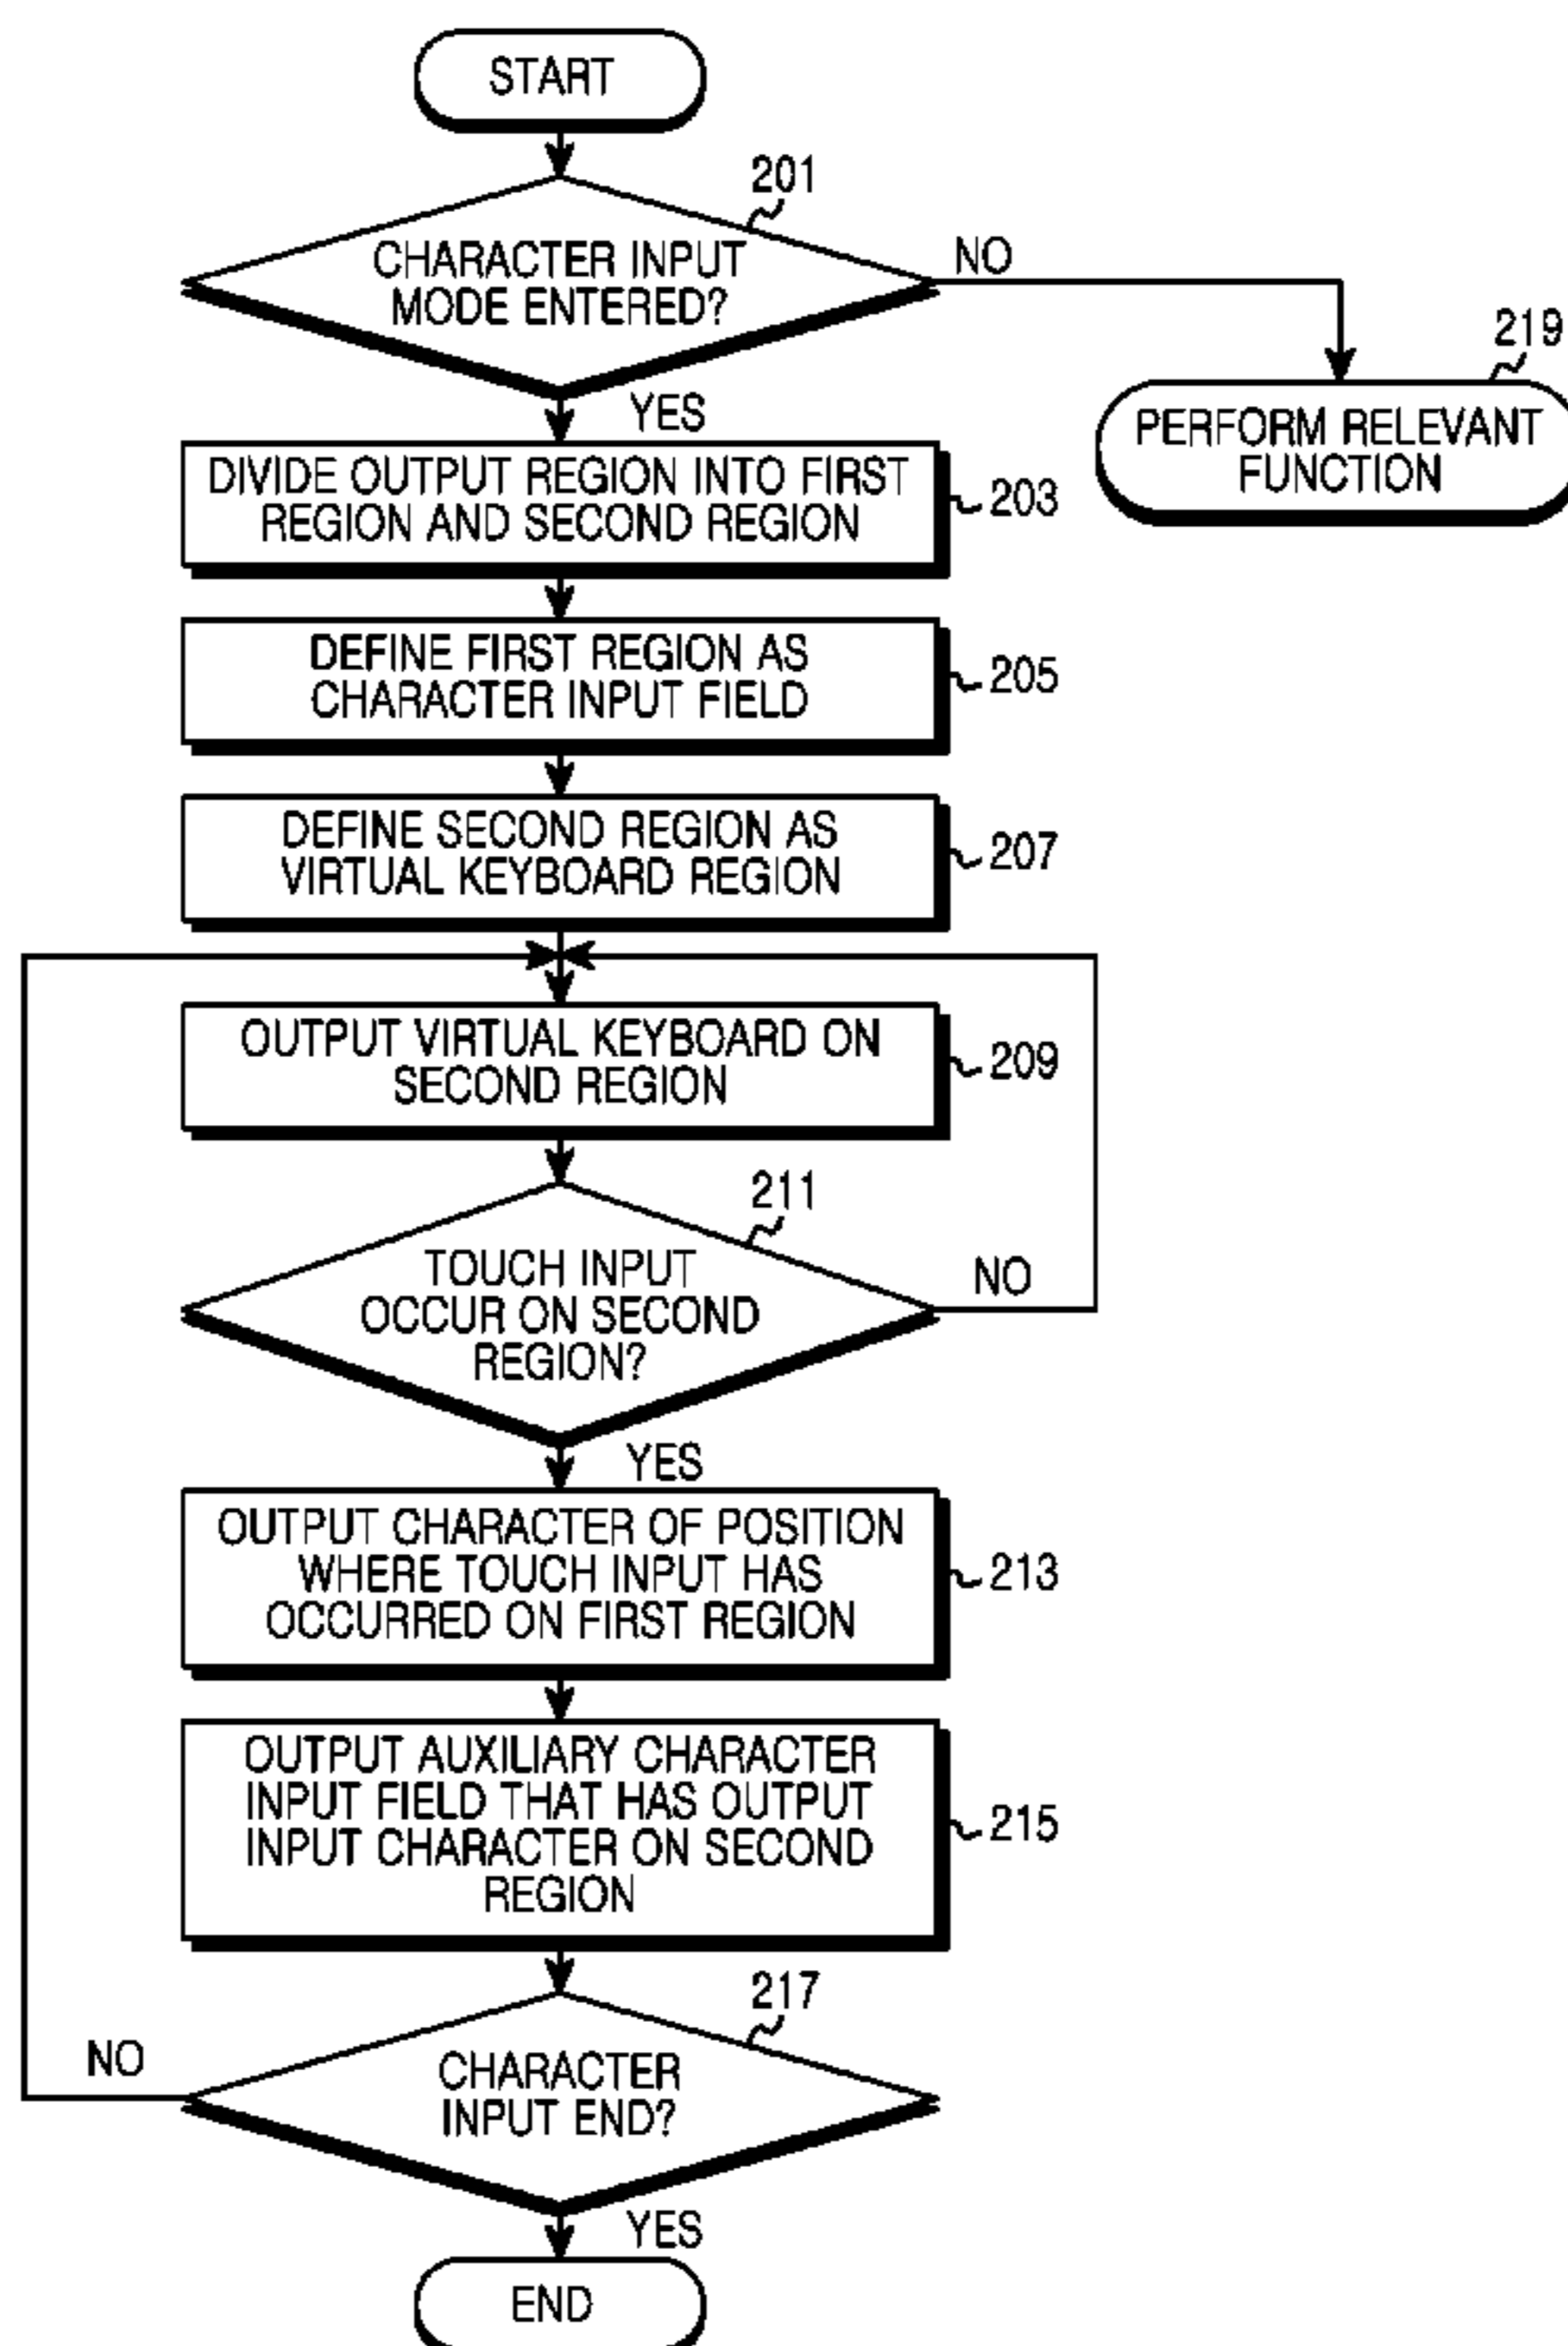 START
201
CHARACTER INPUT
MODE ENTERED?
NO
YES
219
PERFORM RELEVANT
FUNCTION
DIVIDE OUTPUT REGION INTO FIRST
REGION AND SECOND REGION
203
DEFINE FIRST REGION AS
CHARACTER INPUT FIELD
205
DEFINE SECOND REGION AS
VIRTUAL KEYBOARD REGION
207
OUTPUT VIRTUAL KEYBOARD ON
SECOND REGION
209
211
TOUCH INPUT
OCCUR ON SECOND
REGION?
NO
YES
OUTPUT CHARACTER OF POSITION
WHERE TOUCH INPUT HAS
OCCURRED ON FIRST REGION
213
OUTPUT AUXILIARY CHARACTER
INPUT FIELD THAT HAS OUTPUT
INPUT CHARACTER ON SECOND
REGION
215
217
NO
CHARACTER
INPUT END?
YES
END